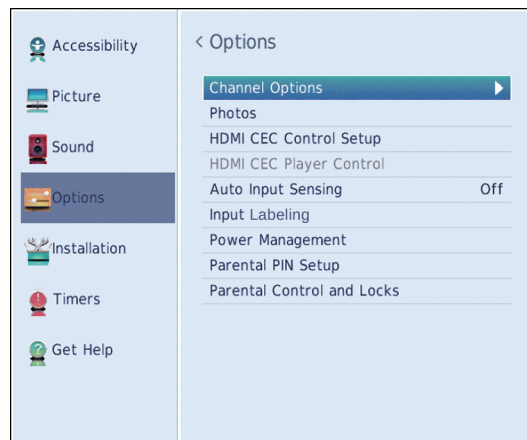 Accessibility
Picture
Sound
Options
Installation
Timers
Get Help
< Options
Channel Options
Photos
HDMI CEC Control Setup
HDMI CEC Player Control
Auto Input Sensing Off
Input Labeling
Power Management
Parental PIN Setup
Parental Control and Locks